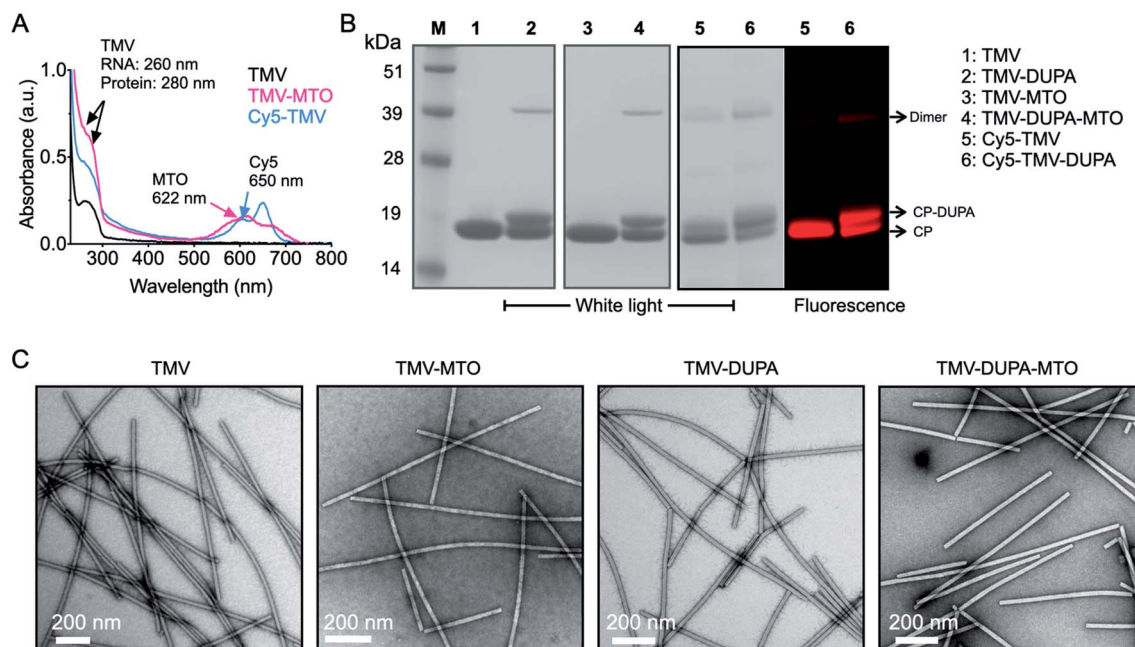 A
TMV
RNA: 260 nm
Protein: 280 nm
TMV
TMV-MTO
Cy5-TMV
MTO
622 nm
Cy5
650 nm
1.0
0.5
0.0
300 400 500 600 700 800
Absorbance (a.u.)
Wavelength (nm)
B
kDa
M 1 2 3 4 5 6 5 6
51
39
28
19
14
Dimer
CP-DUPA
CP
White light
Fluorescence
1: TMV
2: TMV-DUPA
3: TMV-MTO
4: TMV-DUPA-MTO
5: Cy5-TMV
6: Cy5-TMV-DUPA
C
TMV
TMV-MTO
TMV-DUPA
TMV-DUPA-MTO
200 nm
200 nm
200 nm
200 nm